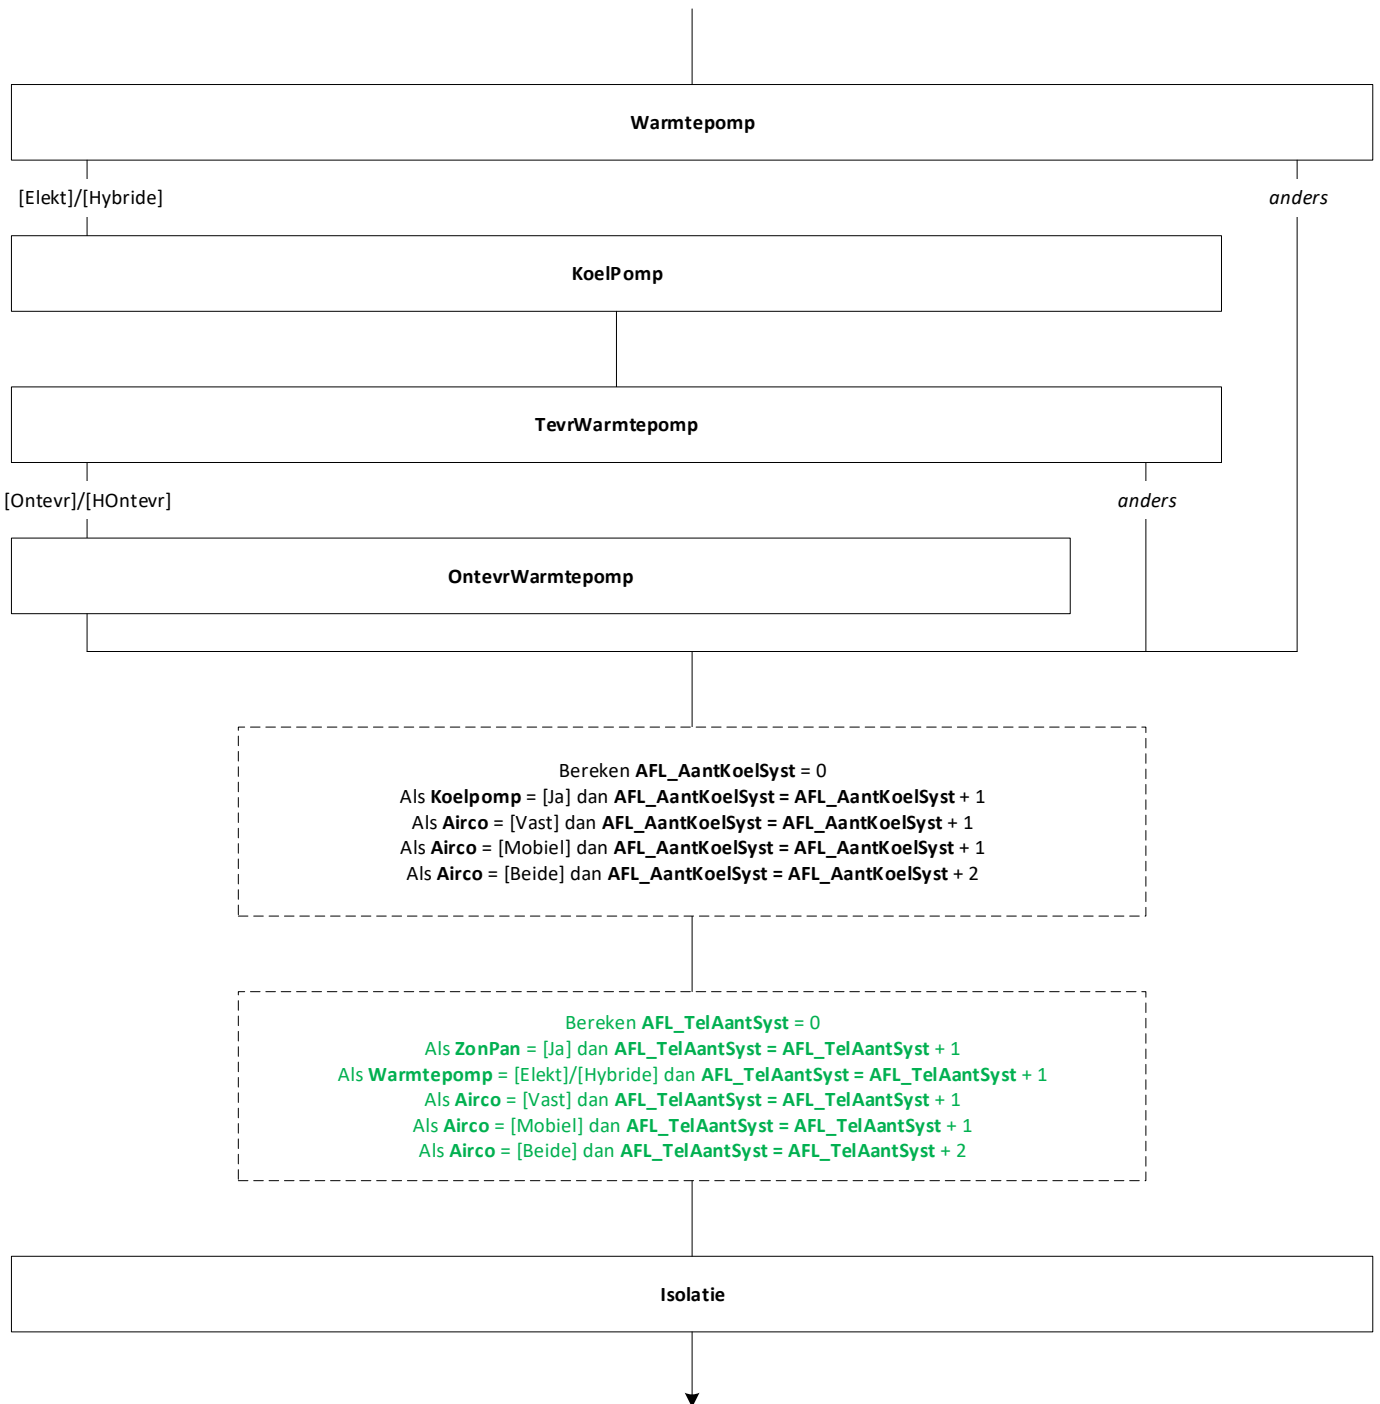 Warmtepomp
[Elekt]/[Hybride]
anders
KoelPomp
TevrWarmtepomp
[Ontevr]/[HOntevr]
anders
OntevrWarmtepomp
Bereken AFL_AantKoelSyst = 0
Als Koelpomp = [Ja] dan AFL_AantKoelSyst = AFL_AantKoelSyst + 1
Als Airco = [Vast] dan AFL_AantKoelSyst = AFL_AantKoelSyst + 1
Als Airco = [Mobiel] dan AFL_AantKoelSyst = AFL_AantKoelSyst + 1
Als Airco = [Beide] dan AFL_AantKoelSyst = AFL_AantKoelSyst + 2
Bereken AFL_TelAantSyst = 0
Als ZonPan = [Ja] dan AFL_TelAantSyst = AFL_TelAantSyst + 1
Als Warmtepomp = [Elekt]/[Hybride] dan AFL_TelAantSyst = AFL_TelAantSyst + 1
Als Airco = [Vast] dan AFL_TelAantSyst = AFL_TelAantSyst + 1
Als Airco = [Mobiel] dan AFL_TelAantSyst = AFL_TelAantSyst + 1
Als Airco = [Beide] dan AFL_TelAantSyst = AFL_TelAantSyst + 2
Isolatie